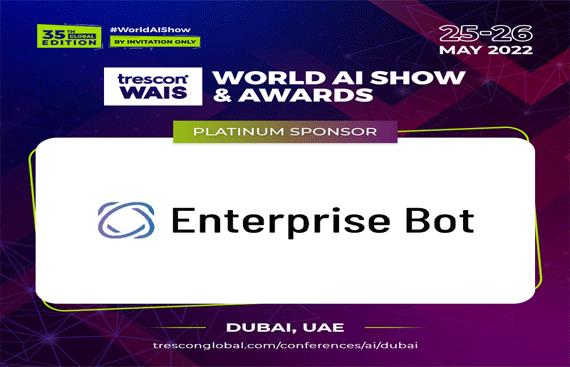 35TH GLOBAL
EDITION
#WorldAIShow
BY INVITATION ONLY
25-26
MAY 2022
trescon
WAIS
WORLD AI SHOW
& AWARDS
PLATINUM SPONSOR
Enterprise Bot
DUBAI, UAE
tresconglobal.com/conferences/ai/dubai